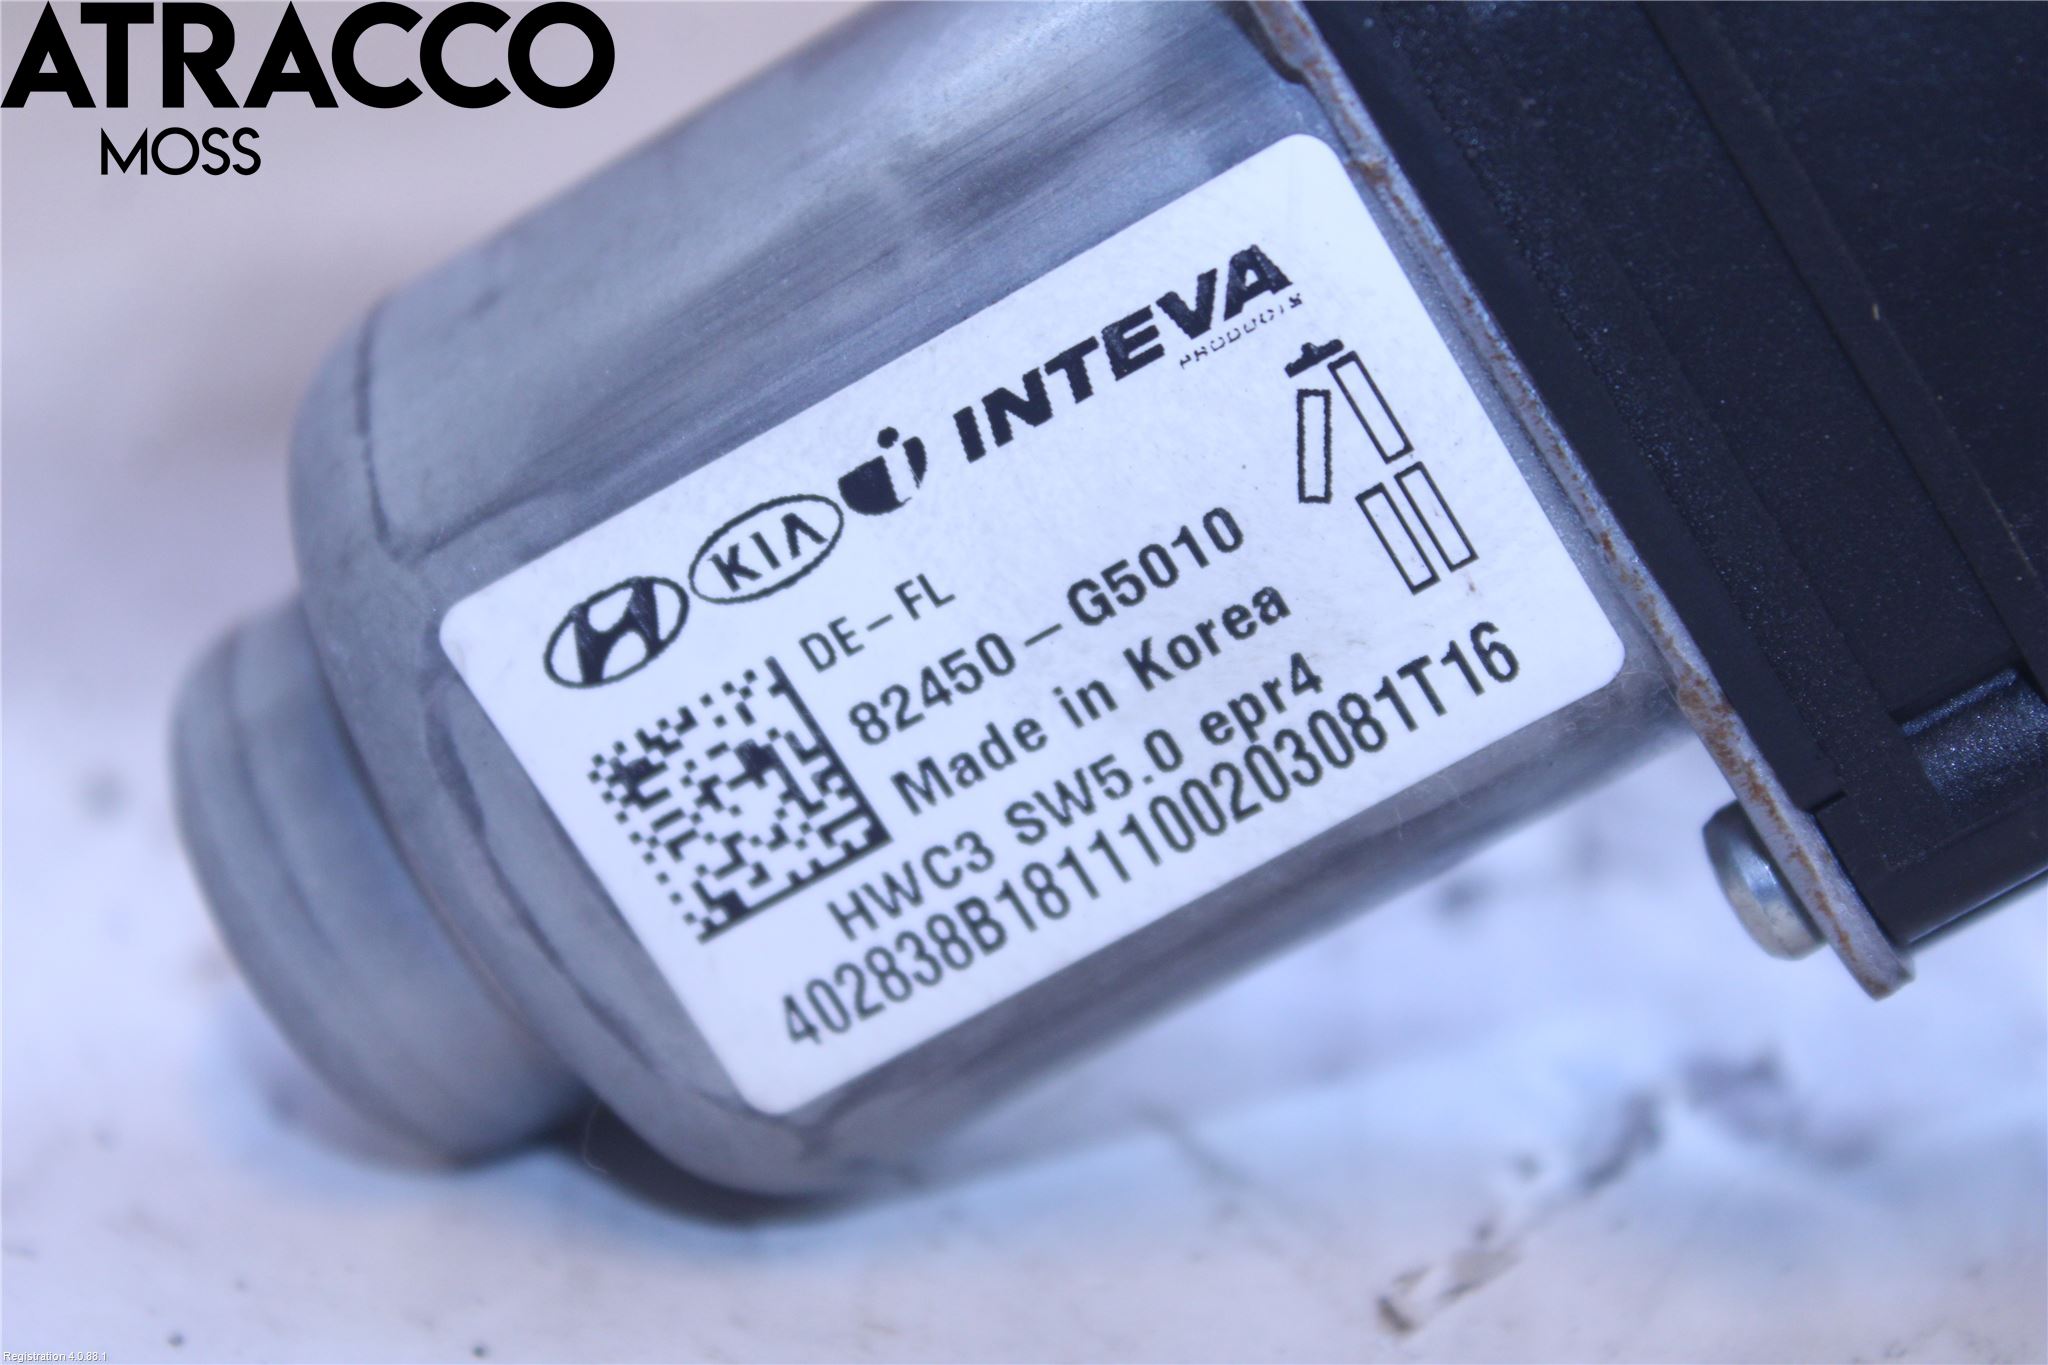 ATRACCO
MOSS
INTEVA
PRODUCTS
KIA
DE-FL
82450-G5010
Made in Korea
HWC3 SW5.0 epr4
402838B1811100203081T16
Registration 4.0.88.1